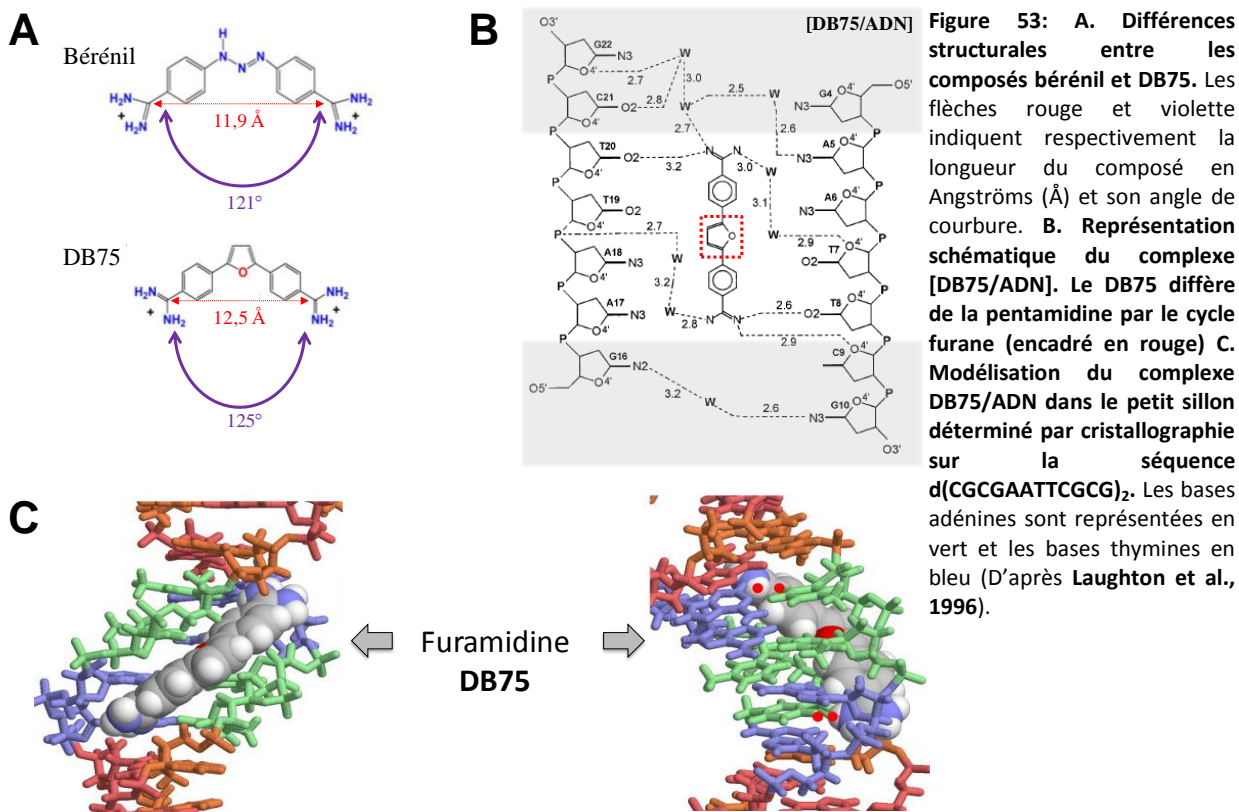 A
Bérénil
H
N
N
N
H₂N
NH₂
+
NH₂
NH₂
+
11,9 Å
121°
DB75
O
H₂N
NH₂
+
NH₂
NH₂
+
12,5 Å
125°
B
[DB75/ADN]
O3'
G22
N3
O4'
2.7
W
P
3.0
C21
O2
2.8
O4'
W
2.5
W
G4
O4'
O5'
N3
P
2.7
2.6
P
T20
O2
3.2
O4'
N
N
3.0
A5
O4'
N3
P
W
P
T19
O2
O4'
3.1
A6
O4'
N3
P
2.7
O
W
2.9
P
A18
N3
O4'
W
T7
O4'
O2
P
3.2
P
A17
N3
O4'
W
2.8
N
N
2.6
T8
O4'
O2
P
P
G16
N2
O4'
O5'
2.9
C9
O4'
P
3.2
W
2.6
G10
O4'
N3
O3'
Figure 53: A. Différences
structurales entre les
composés bérénil et DB75. Les
flèches rouge et violette
indiquent respectivement la
longueur du composé en
Angströms (Å) et son angle de
courbure. B. Représentation
schématique du complexe
[DB75/ADN]. Le DB75 diffère
de la pentamidine par le cycle
furane (encadré en rouge) C.
Modélisation du complexe
DB75/ADN dans le petit sillon
déterminé par cristallographie
sur la séquence
d(CGCGAATTCGCG)₂. Les bases
adénines sont représentées en
vert et les bases thymines en
bleu (D'après Laughton et al.,
1996).
C
Furamidine
DB75